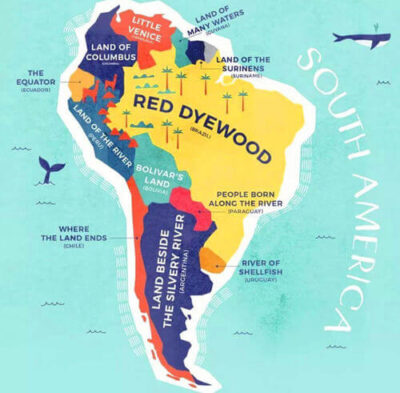 LITTLE
VENICE
(VENEZUELA)
LAND OF
MANY WATERS
(GUYANA)
LAND OF
COLUMBUS
(COLOMBIA)
LAND OF THE
SURINENS
(SURINAME)
THE
EQUATOR
(ECUADOR)
RED DYEWOOD
(BRAZIL)
SOUTH AMERICA
LAND OF THE RIVER
(PERU)
BOLIVAR'S
LAND
(BOLIVIA)
PEOPLE BORN
ALONG THE RIVER
(PARAGUAY)
WHERE
THE LAND ENDS
(CHILE)
LAND BESIDE
THE SILVERY RIVER
(ARGENTINA)
RIVER OF
SHELLFISH
(URUGUAY)